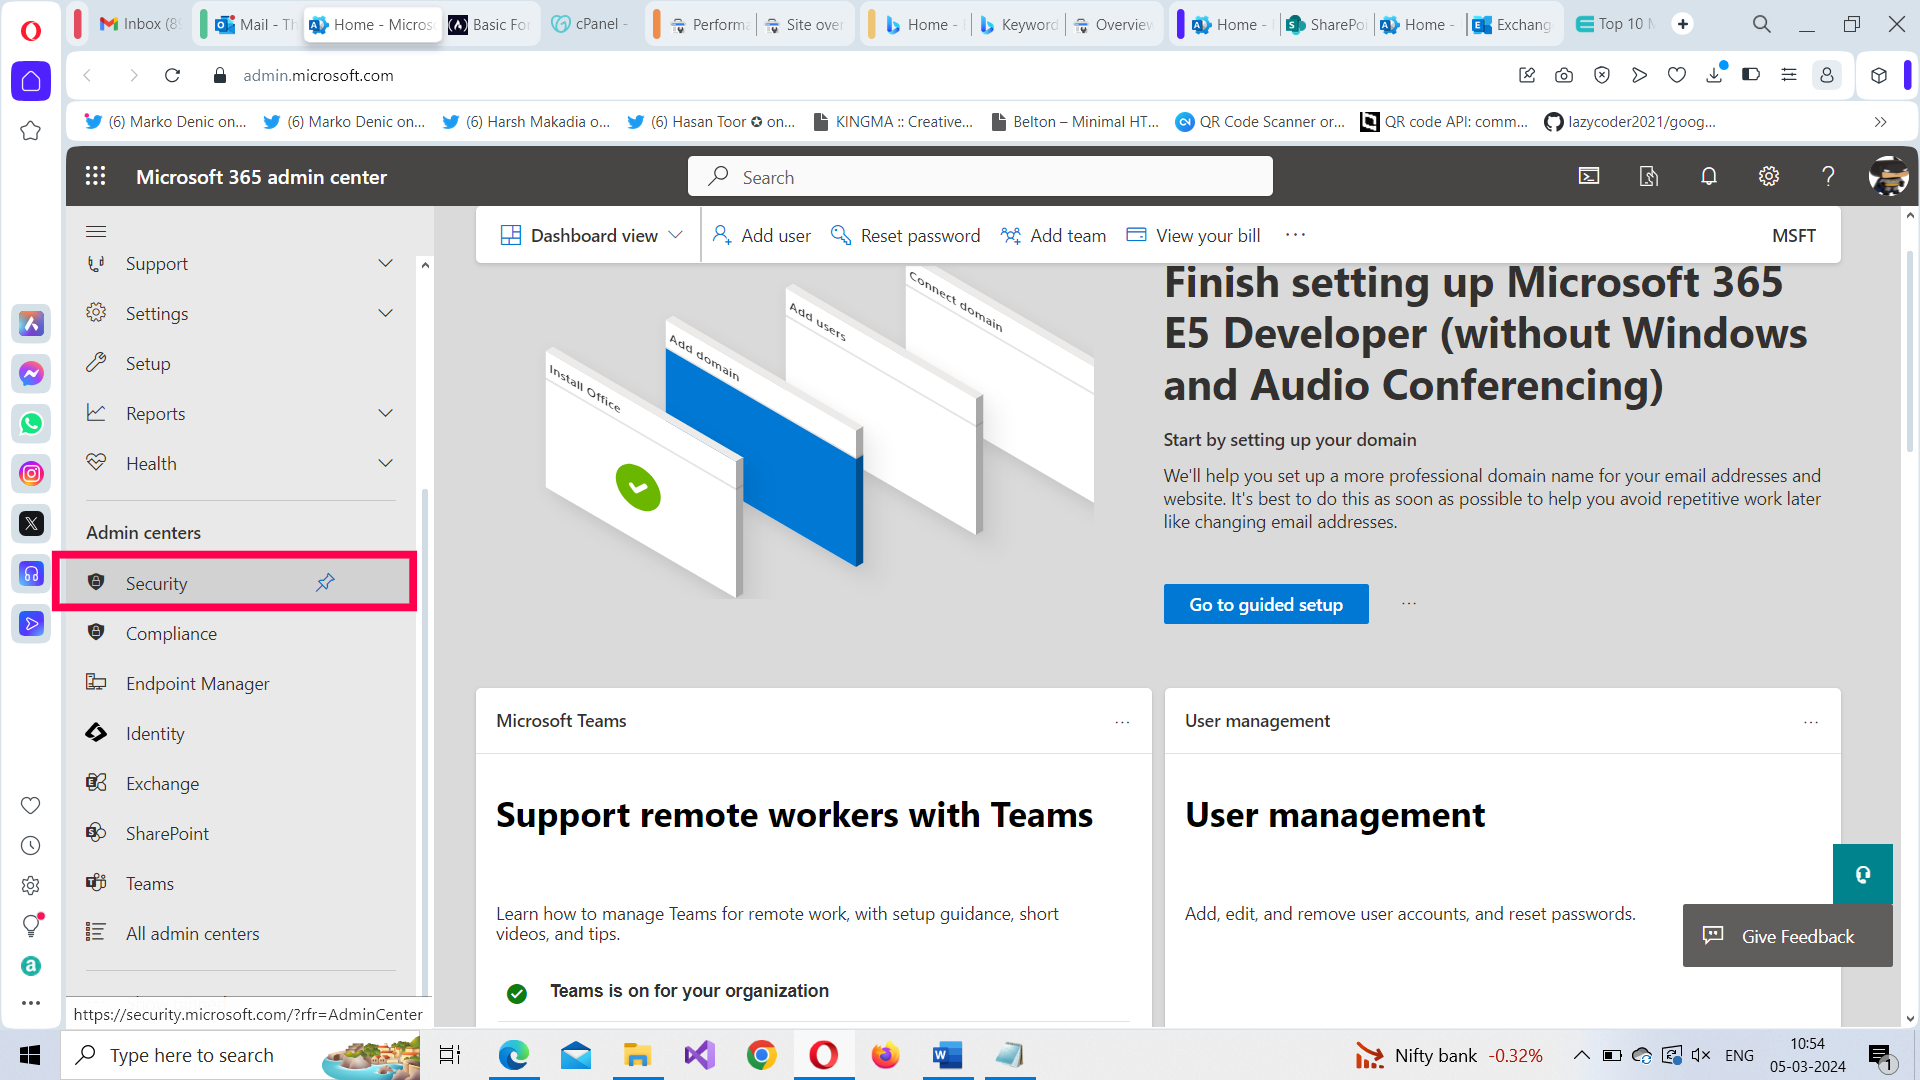 Inbox (89
Mail - Th
Home - Micros
Basic For
cPanel -
Performa
Site over
Home -
Keyword
Overview
Home -
SharePoi
Home -
Exchang
Top 10 M
admin.microsoft.com
(6) Marko Denic on...
(6) Marko Denic on...
(6) Harsh Makadia o...
(6) Hasan Toor ✪ on...
KINGMA :: Creative...
Belton – Minimal HT...
QR Code Scanner or...
QR code API: comm...
lazycoder2021/goog...
Microsoft 365 admin center
Search
Support
Settings
Setup
Reports
Health
Admin centers
Security
Compliance
Endpoint Manager
Identity
Exchange
SharePoint
Teams
All admin centers
https://security.microsoft.com/?rfr=AdminCenter
Dashboard view
Add user
Reset password
Add team
View your bill
...
MSFT
Install Office
Add domain
Add users
Connect domain
Finish setting up Microsoft 365
E5 Developer (without Windows
and Audio Conferencing)
Start by setting up your domain
We'll help you set up a more professional domain name for your email addresses and
website. It's best to do this as soon as possible to help you avoid repetitive work later
like changing email addresses.
Go to guided setup
...
Microsoft Teams
...
Support remote workers with Teams
Learn how to manage Teams for remote work, with setup guidance, short
videos, and tips.
Teams is on for your organization
User management
...
User management
Add, edit, and remove user accounts, and reset passwords.
Give Feedback
Type here to search
Nifty bank -0.32%
ENG
10:54
05-03-2024
1